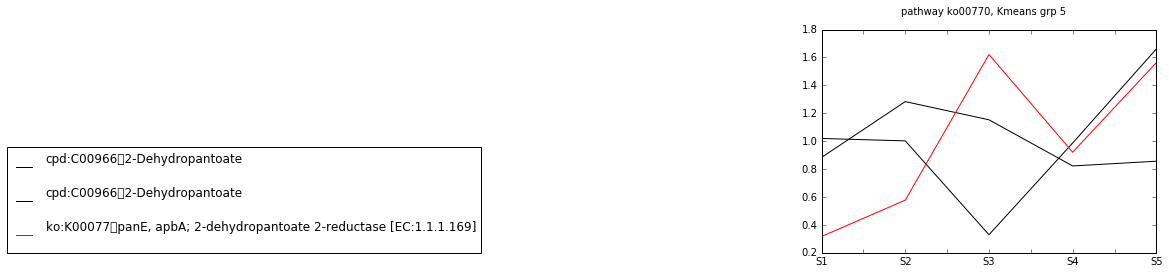 pathway ko00770, Kmeans grp 5
1.8
1.6
1.4
1.2
1.0
0.8
0.6
0.4
0.2
S1 S2 S3 S4 S5
cpd:C00966▯2-Dehydropantoate
cpd:C00966▯2-Dehydropantoate
ko:K00077▯panE, apbA; 2-dehydropantoate 2-reductase [EC:1.1.1.169]